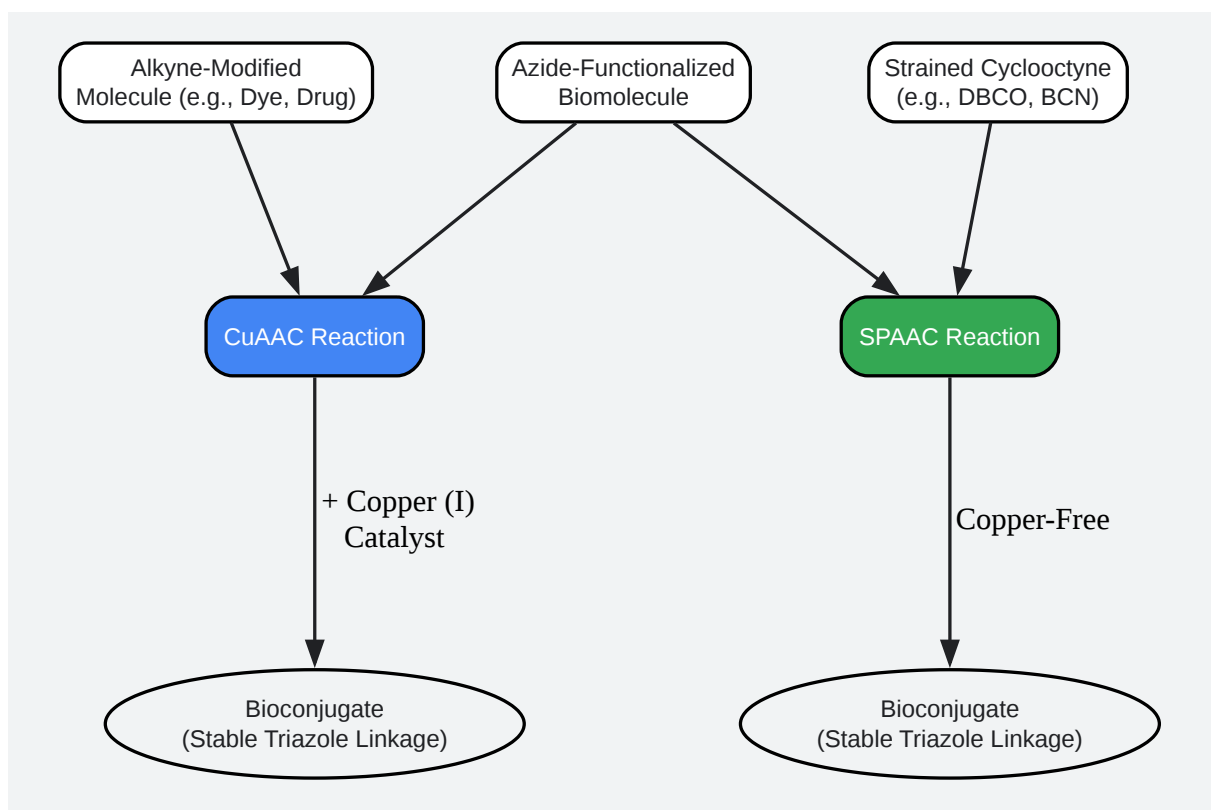 Alkyne-Modified
Molecule (e.g., Dye, Drug)
Azide-Functionalized
Biomolecule
Strained Cyclooctyne
(e.g., DBCO, BCN)
CuAAC Reaction
SPAAC Reaction
+ Copper (I)
Catalyst
Copper-Free
Bioconjugate
(Stable Triazole Linkage)
Bioconjugate
(Stable Triazole Linkage)